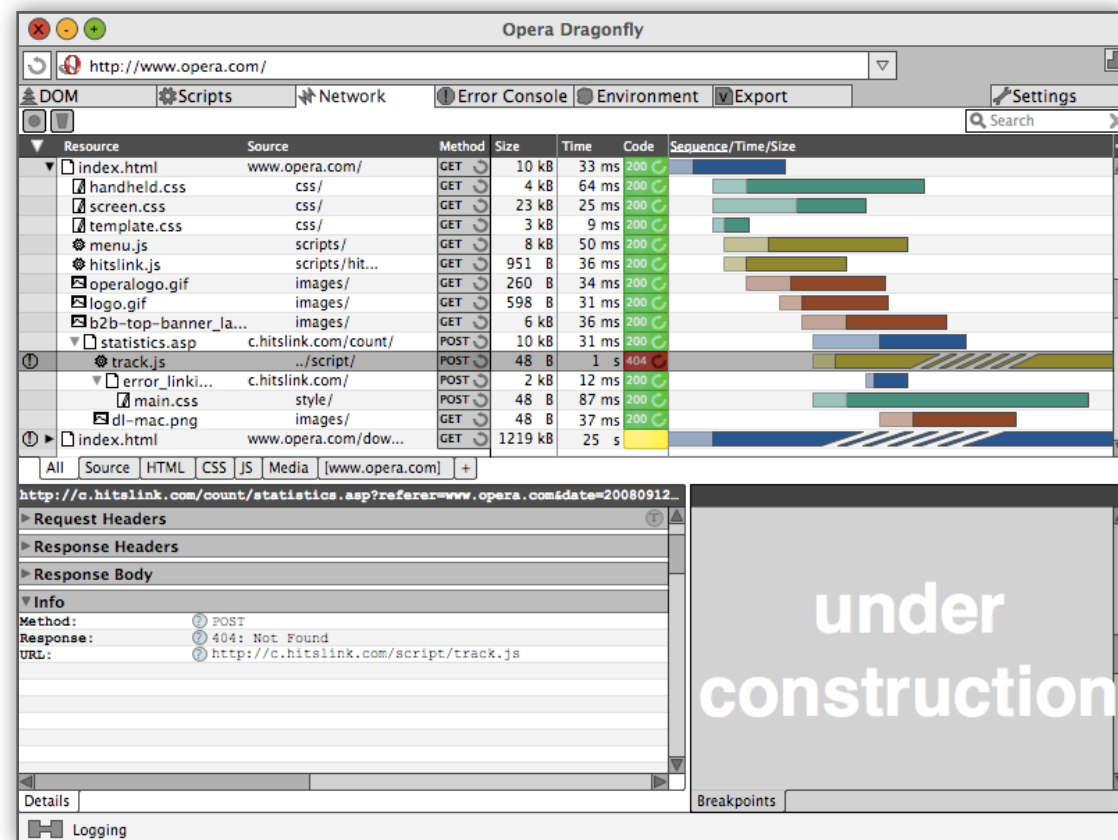 Opera Dragonfly
http://www.opera.com/
DOM Scripts Network Error Console Environment Export Settings
Search
Resource Source Method Size Time Code Sequence/Time/Size
index.html www.opera.com/ GET 10 kB 33 ms 200
handheld.css css/ GET 4 kB 64 ms 200
screen.css css/ GET 23 kB 25 ms 200
template.css css/ GET 3 kB 9 ms 200
menu.js scripts/ GET 8 kB 50 ms 200
hitslink.js scripts/hit... GET 951 B 36 ms 200
operalogo.gif images/ GET 260 B 34 ms 200
logo.gif images/ GET 598 B 31 ms 200
b2b-top-banner_la... images/ GET 6 kB 36 ms 200
statistics.asp c.hitslink.com/count/ POST 10 kB 31 ms 200
track.js ../script/ POST 48 B 1 s 404
error_linki... c.hitslink.com/ POST 2 kB 12 ms 200
main.css style/ POST 48 B 87 ms 200
dl-mac.png images/ GET 48 B 37 ms 200
index.html www.opera.com/dow... GET 1219 kB 25 s
All Source HTML CSS JS Media [www.opera.com] +
http://c.hitslink.com/count/statistics.asp?referer=www.opera.com&date=20080912...
Request Headers
Response Headers
Response Body
Info
Method: POST
Response: 404: Not Found
URL: http://c.hitslink.com/script/track.js
under
construction
Details
Breakpoints
Logging